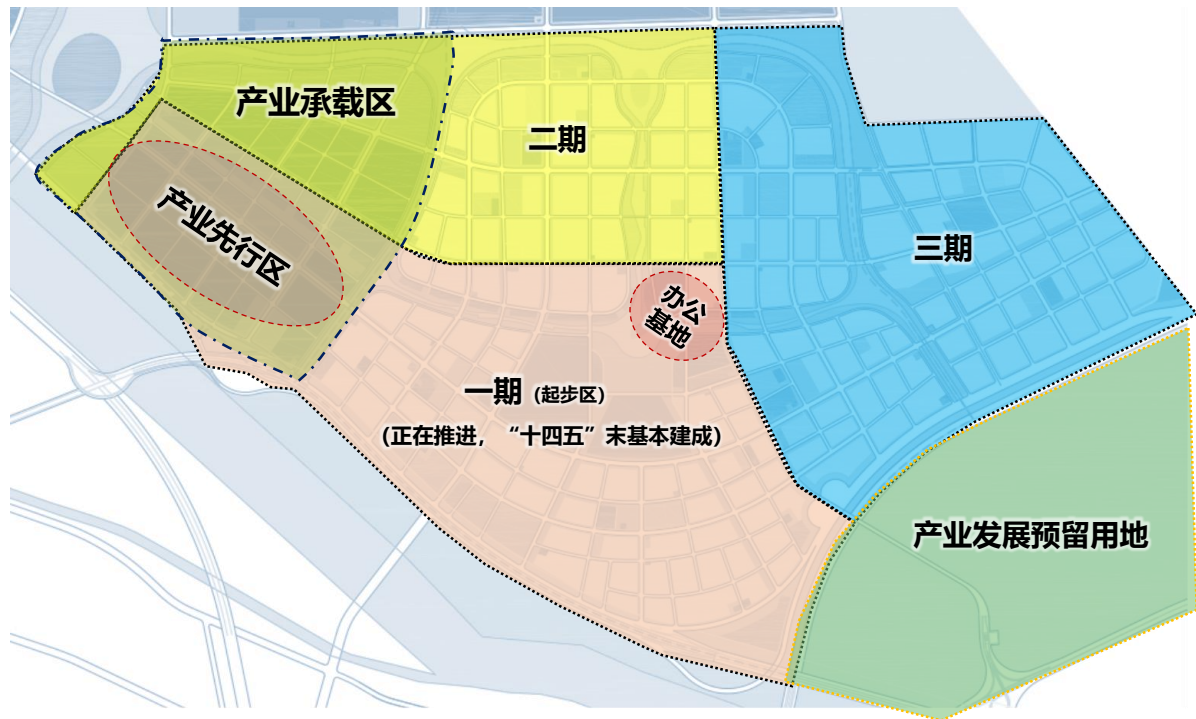 产业承载区
二期
产业先行区
三期
办公
基地
一期（起步区）
（正在推进，“十四五”末基本建成）
产业发展预留用地